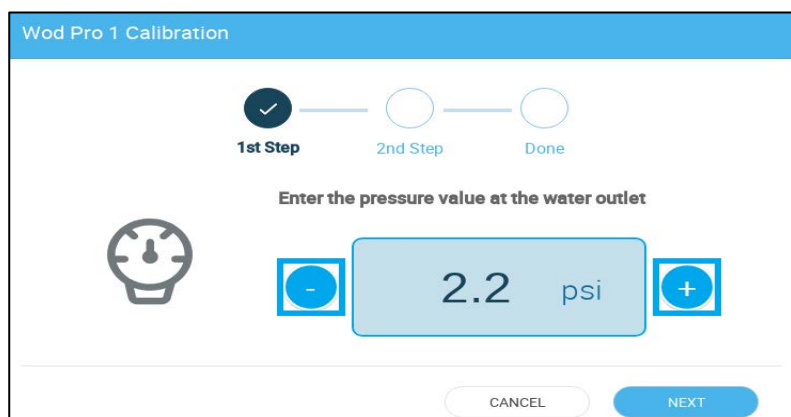 Wod Pro 1 Calibration
1st Step
2nd Step
Done
Enter the pressure value at the water outlet
- 2.2 psi +
CANCEL
NEXT